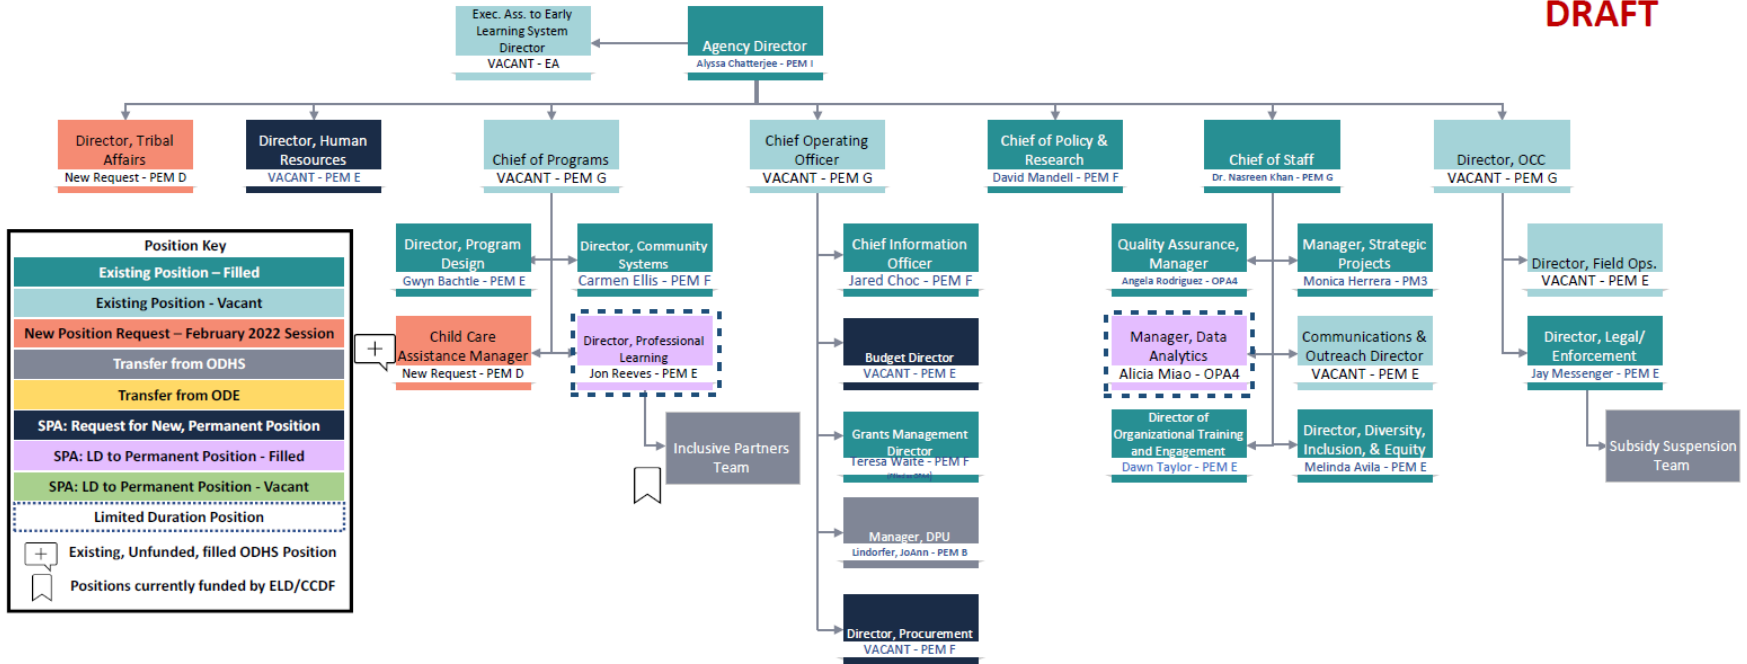 DRAFT
Exec. Ass. to Early
Learning System
Director
VACANT - EA
Agency Director
Alyssa Chatterjee - PEM I
Director, Tribal
Affairs
New Request - PEM D
Director, Human
Resources
VACANT - PEM E
Chief of Programs
VACANT - PEM G
Chief Operating
Officer
VACANT - PEM G
Chief of Policy &
Research
David Mandell - PEM F
Chief of Staff
Dr. Nasreen Khan - PEM G
Director, OCC
VACANT - PEM G
Position Key
Existing Position – Filled
Existing Position - Vacant
New Position Request – February 2022 Session
Transfer from ODHS
Transfer from ODE
SPA: Request for New, Permanent Position
SPA: LD to Permanent Position - Filled
SPA: LD to Permanent Position - Vacant
Limited Duration Position
Existing, Unfunded, filled ODHS Position
Positions currently funded by ELD/CCDF
Director, Program
Design
Gwyn Bachtle - PEM E
Director, Community
Systems
Carmen Ellis - PEM F
Child Care
Assistance Manager
New Request - PEM D
Director, Professional
Learning
Jon Reeves - PEM E
Inclusive Partners
Team
Chief Information
Officer
Jared Choc - PEM F
Budget Director
VACANT - PEM E
Grants Management
Director
Teresa Waite - PEM F
Manager, DPU
Lindorfer, JoAnn - PEM B
Director, Procurement
VACANT - PEM F
Quality Assurance,
Manager
Angela Rodriguez - OPA4
Manager, Strategic
Projects
Monica Herrera - PM3
Manager, Data
Analytics
Alicia Miao - OPA4
Communications &
Outreach Director
VACANT - PEM E
Director of
Organizational Training
and Engagement
Dawn Taylor - PEM E
Director, Diversity,
Inclusion, & Equity
Melinda Avila - PEM E
Director, Field Ops.
VACANT - PEM E
Director, Legal/
Enforcement
Jay Messenger - PEM E
Subsidy Suspension
Team